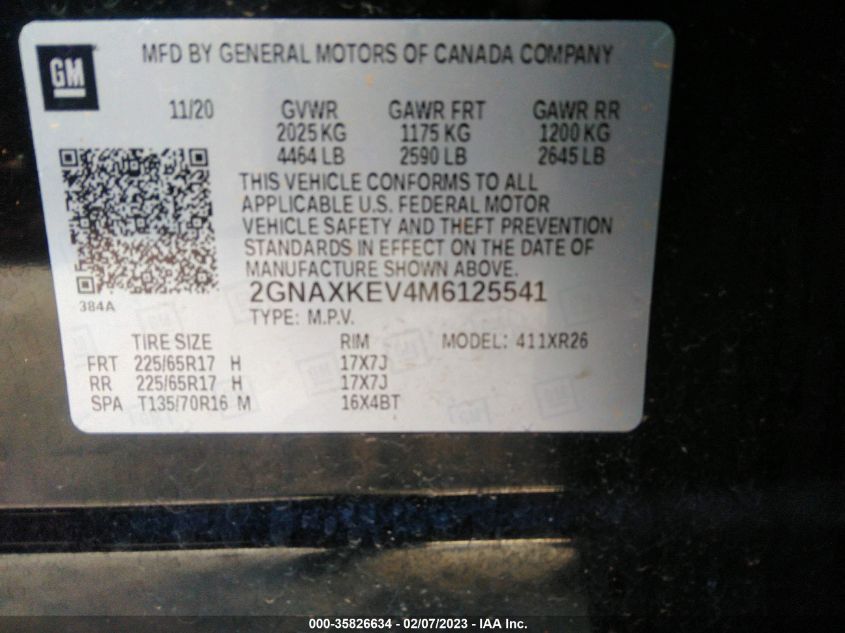 GM
MFD BY GENERAL MOTORS OF CANADA COMPANY
11/20 GVWR GAWR FRT GAWR RR
2025 KG 1175 KG 1200 KG
4464 LB 2590 LB 2645 LB
THIS VEHICLE CONFORMS TO ALL
APPLICABLE U.S. FEDERAL MOTOR
VEHICLE SAFETY AND THEFT PREVENTION
STANDARDS IN EFFECT ON THE DATE OF
MANUFACTURE SHOWN ABOVE.
384A
2GNAXKEV4M6125541
TYPE: M.P.V.
TIRE SIZE RIM MODEL: 411XR26
FRT 225/65R17 H 17X7J
RR 225/65R17 H 17X7J
SPA T135/70R16 M 16X4BT
000-35826634 - 02/07/2023 - IAA Inc.